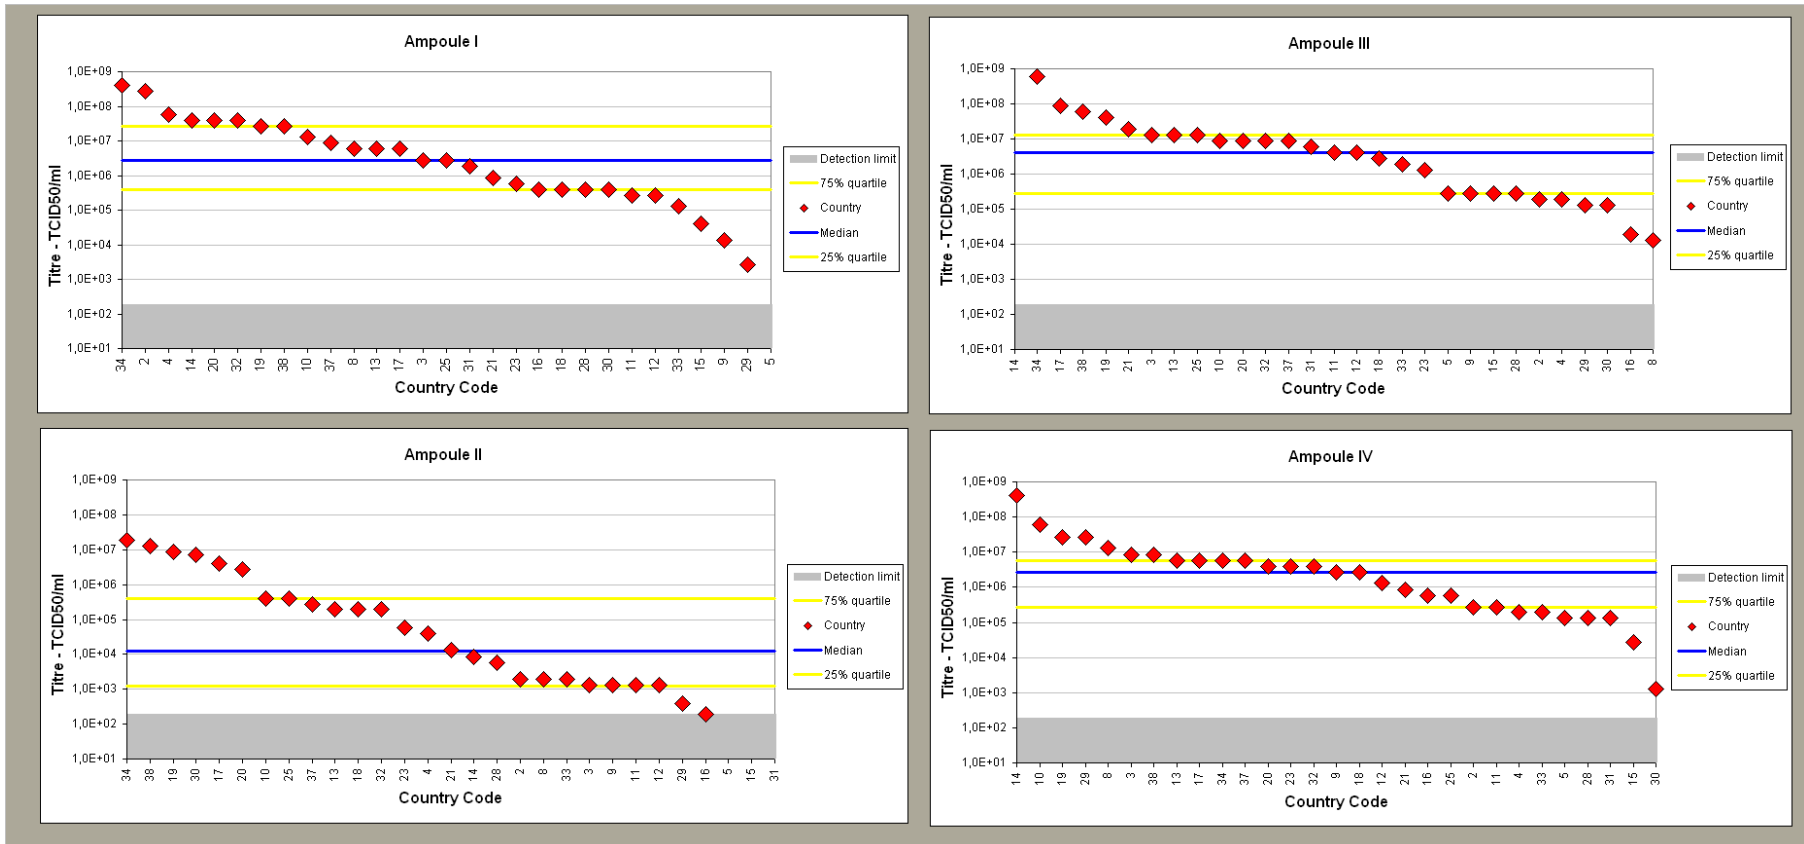 Ampoule I
Titre - TCID50/ml
1,0E+09
1,0E+08
1,0E+07
1,0E+06
1,0E+05
1,0E+04
1,0E+03
1,0E+02
1,0E+01
34 2 4 14 20 32 19 38 10 37 8 13 17 3 25 31 21 23 16 18 28 30 11 12 33 15 9 29 5
Country Code
Detection limit
75% quartile
Country
Median
25% quartile
Ampoule III
Titre - TCID50/ml
1,0E+09
1,0E+08
1,0E+07
1,0E+06
1,0E+05
1,0E+04
1,0E+03
1,0E+02
1,0E+01
14 34 17 38 19 21 3 13 25 10 20 32 37 31 11 12 18 33 23 5 9 15 28 2 4 29 30 16 8
Country Code
Detection limit
75% quartile
Country
Median
25% quartile
Ampoule II
Titre - TCID50/ml
1,0E+09
1,0E+08
1,0E+07
1,0E+06
1,0E+05
1,0E+04
1,0E+03
1,0E+02
1,0E+01
34 38 19 30 17 20 10 25 37 13 18 32 23 4 21 14 28 2 8 33 3 9 11 12 29 16 5 15 31
Country Code
Detection limit
75% quartile
Country
Median
25% quartile
Ampoule IV
Titre - TCID50/ml
1,0E+09
1,0E+08
1,0E+07
1,0E+06
1,0E+05
1,0E+04
1,0E+03
1,0E+02
1,0E+01
14 10 19 29 8 3 38 13 17 34 37 20 23 32 9 18 12 21 16 25 2 11 4 33 5 28 31 15 30
Country Code
Detection limit
75% quartile
Country
Median
25% quartile